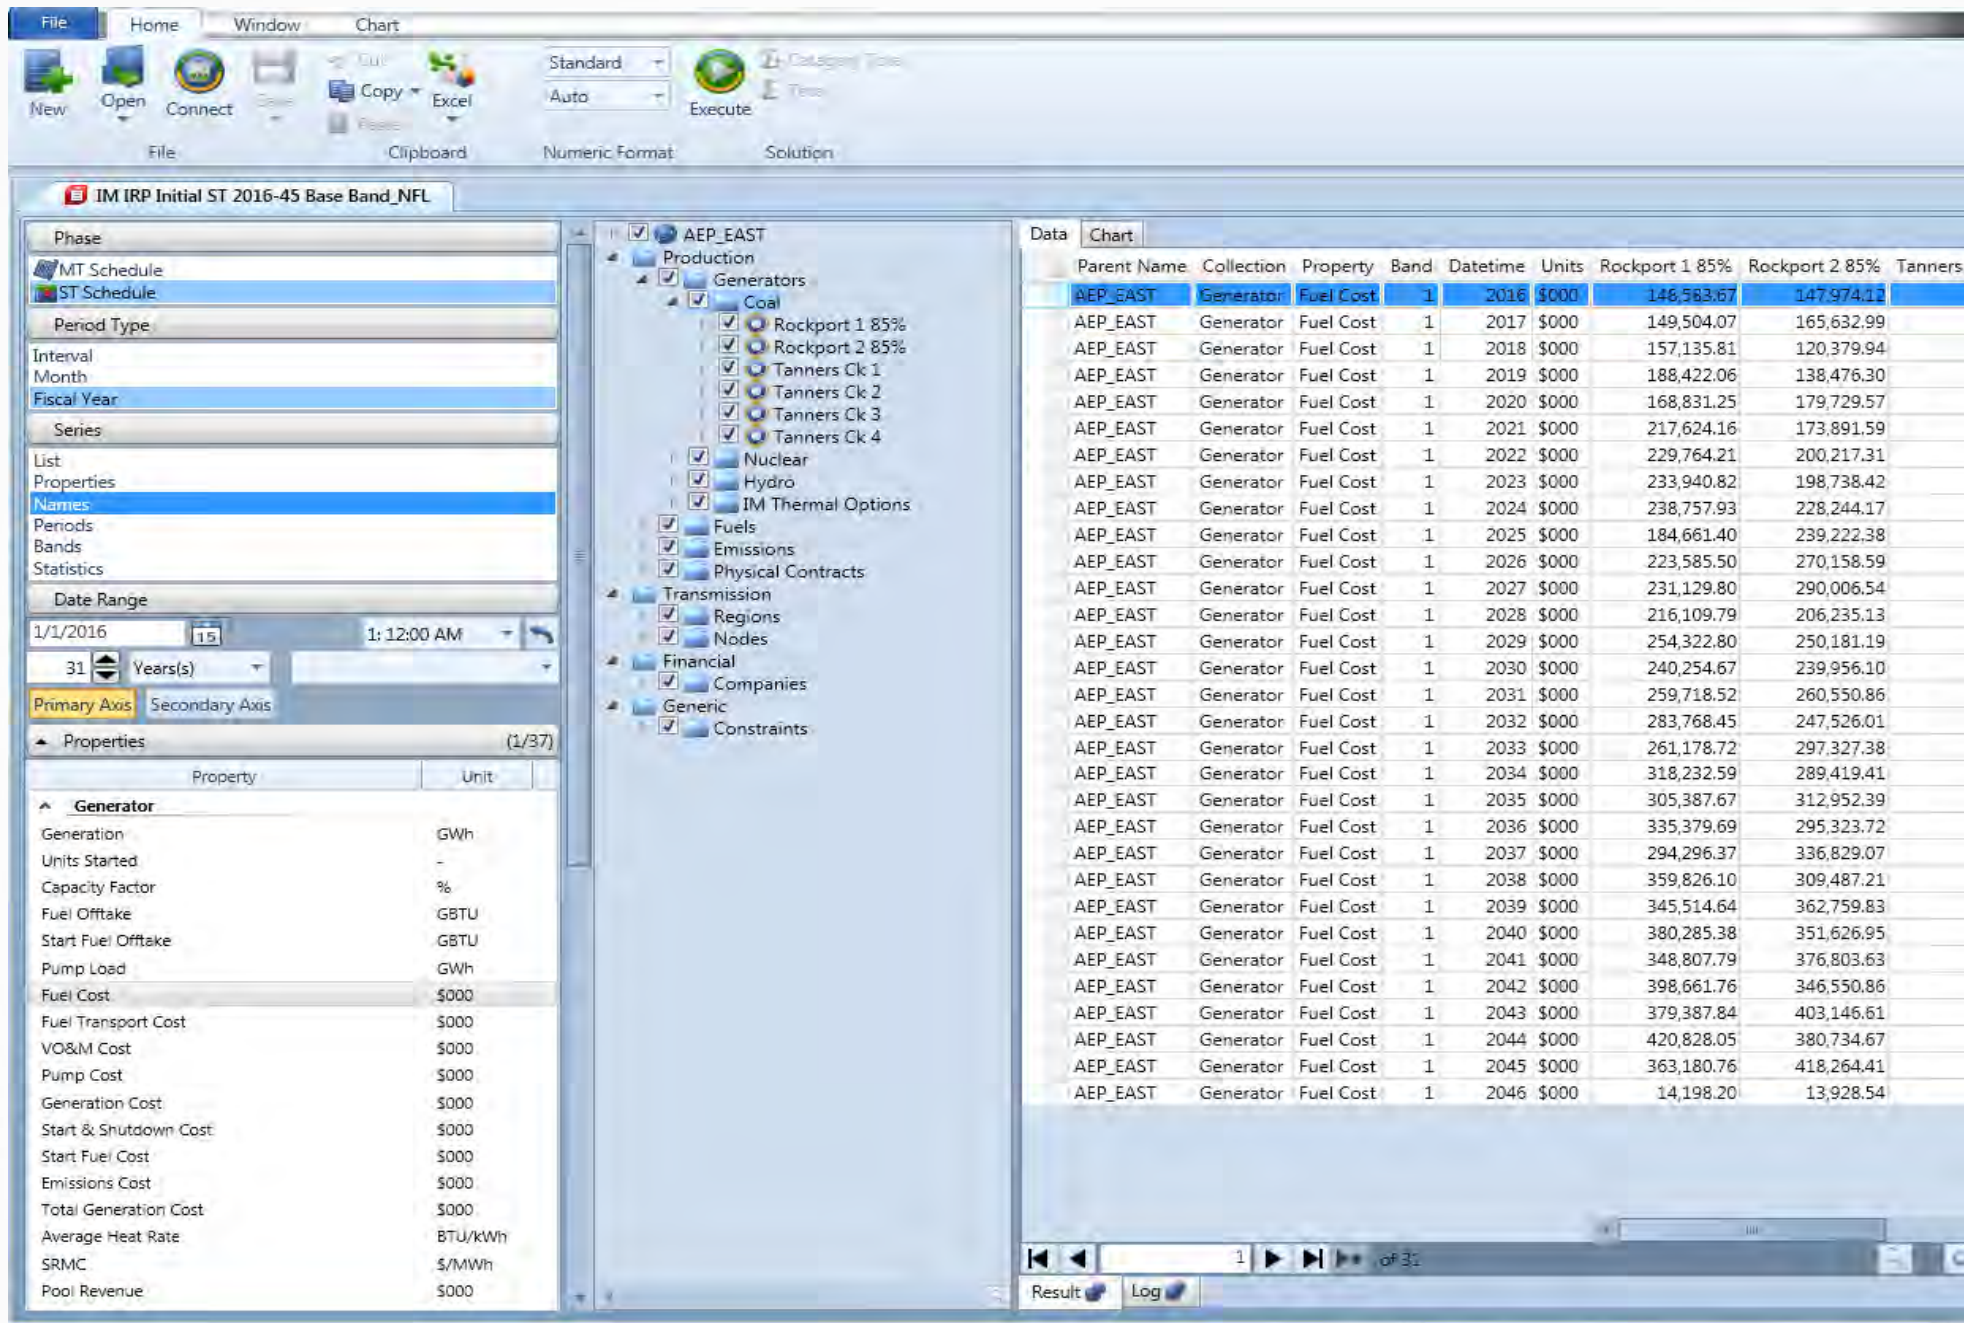 File Home Window Chart
New Open Connect Save Cut Copy Paste Excel Standard Auto Execute
File Clipboard Numeric Format Solution
IM IRP Initial ST 2016-45 Base Band_NFL
Phase
MT Schedule
ST Schedule
Period Type
Interval
Month
Fiscal Year
Series
List
Properties
Names
Periods
Bands
Statistics
Date Range
1/1/2016 15 1: 12:00 AM
31 Years(s)
Primary Axis Secondary Axis
Properties (1/37)
Property Unit
Generator
Generation GWh
Units Started -
Capacity Factor %
Fuel Offtake GBTU
Start Fuel Offtake GBTU
Pump Load GWh
Fuel Cost $000
Fuel Transport Cost $000
VO&M Cost $000
Pump Cost $000
Generation Cost $000
Start & Shutdown Cost $000
Start Fuel Cost $000
Emissions Cost $000
Total Generation Cost $000
Average Heat Rate BTU/kWh
SRMC $/MWh
Pool Revenue $000
AEP_EAST
Production
Generators
Coal
Rockport 1 85%
Rockport 2 85%
Tanners Ck 1
Tanners Ck 2
Tanners Ck 3
Tanners Ck 4
Nuclear
Hydro
IM Thermal Options
Fuels
Emissions
Physical Contracts
Transmission
Regions
Nodes
Financial
Companies
Generic
Constraints
Data Chart
Parent Name Collection Property Band Datetime Units Rockport 1 85% Rockport 2 85% Tanners
AEP_EAST Generator Fuel Cost 1 2016 $000 148,583.67 147,974.12
AEP_EAST Generator Fuel Cost 1 2017 $000 149,504.07 165,632.99
AEP_EAST Generator Fuel Cost 1 2018 $000 157,135.81 120,379.94
AEP_EAST Generator Fuel Cost 1 2019 $000 188,422.06 138,476.30
AEP_EAST Generator Fuel Cost 1 2020 $000 168,831.25 179,729.57
AEP_EAST Generator Fuel Cost 1 2021 $000 217,624.16 173,891.59
AEP_EAST Generator Fuel Cost 1 2022 $000 229,764.21 200,217.31
AEP_EAST Generator Fuel Cost 1 2023 $000 233,940.82 198,738.42
AEP_EAST Generator Fuel Cost 1 2024 $000 238,757.93 228,244.17
AEP_EAST Generator Fuel Cost 1 2025 $000 184,661.40 239,222.38
AEP_EAST Generator Fuel Cost 1 2026 $000 223,585.50 270,158.59
AEP_EAST Generator Fuel Cost 1 2027 $000 231,129.80 290,006.54
AEP_EAST Generator Fuel Cost 1 2028 $000 216,109.79 206,235.13
AEP_EAST Generator Fuel Cost 1 2029 $000 254,322.80 250,181.19
AEP_EAST Generator Fuel Cost 1 2030 $000 240,254.67 239,956.10
AEP_EAST Generator Fuel Cost 1 2031 $000 259,718.52 260,550.86
AEP_EAST Generator Fuel Cost 1 2032 $000 283,768.45 247,526.01
AEP_EAST Generator Fuel Cost 1 2033 $000 261,178.72 297,327.38
AEP_EAST Generator Fuel Cost 1 2034 $000 318,232.59 289,419.41
AEP_EAST Generator Fuel Cost 1 2035 $000 305,387.67 312,952.39
AEP_EAST Generator Fuel Cost 1 2036 $000 335,379.69 295,323.72
AEP_EAST Generator Fuel Cost 1 2037 $000 294,296.37 336,829.07
AEP_EAST Generator Fuel Cost 1 2038 $000 359,826.10 309,487.21
AEP_EAST Generator Fuel Cost 1 2039 $000 345,514.64 362,759.83
AEP_EAST Generator Fuel Cost 1 2040 $000 380,285.38 351,626.95
AEP_EAST Generator Fuel Cost 1 2041 $000 348,807.79 376,803.63
AEP_EAST Generator Fuel Cost 1 2042 $000 398,661.76 346,550.86
AEP_EAST Generator Fuel Cost 1 2043 $000 379,387.84 403,146.61
AEP_EAST Generator Fuel Cost 1 2044 $000 420,828.05 380,734.67
AEP_EAST Generator Fuel Cost 1 2045 $000 363,180.76 418,264.41
AEP_EAST Generator Fuel Cost 1 2046 $000 14,198.20 13,928.54
1 of 31
Result Log